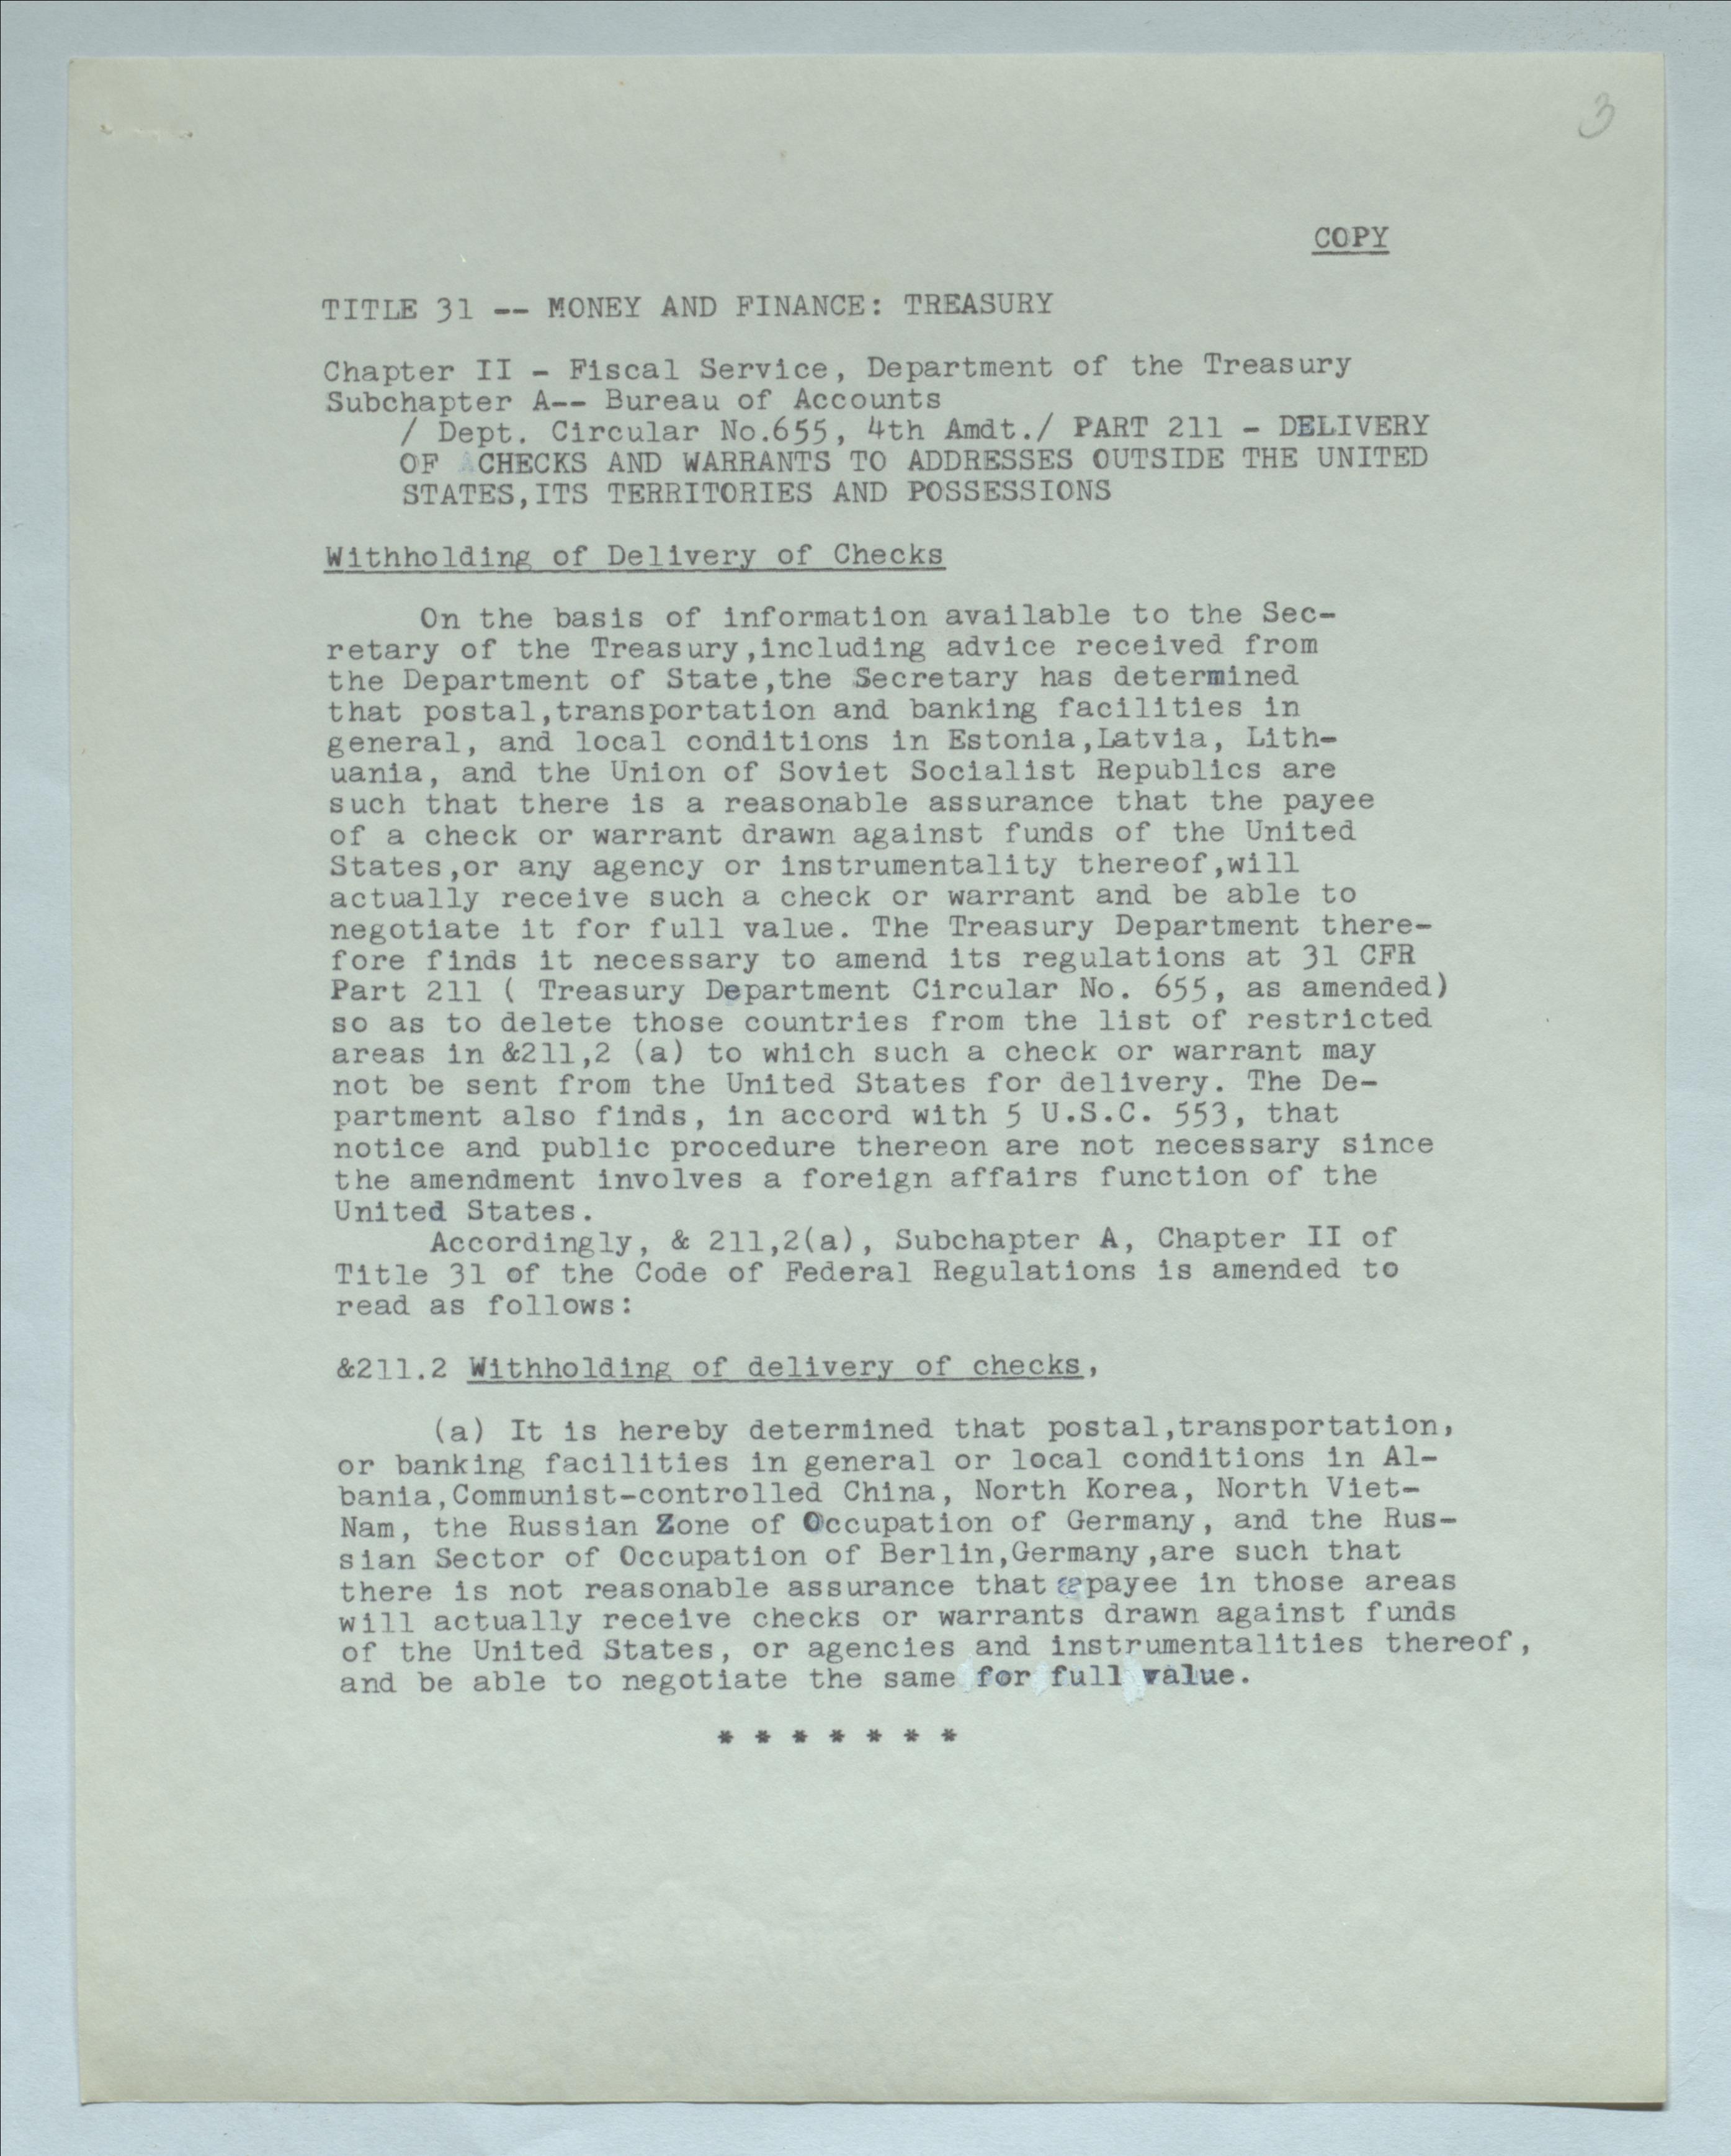 3
COPY
TITLE 31 -- MONEY AND FINANCE: TREASURY
Chapter II - Fiscal Service, Department of the Treasury
Subchapter A-- Bureau of Accounts
/ Dept. Circular No.655, 4th Amdt./ PART 211 - DELIVERY
OF CHECKS AND WARRANTS TO ADDRESSES OUTSIDE THE UNITED
STATES,ITS TERRITORIES AND POSSESSIONS
Withholding of Delivery of Checks
On the basis of information available to the Sec-
retary of the Treasury,including advice received from
the Department of State,the Secretary has determined
that postal,transportation and banking facilities in
general, and local conditions in Estonia,Latvia, Lith-
uania, and the Union of Soviet Socialist Republics are
such that there is a reasonable assurance that the payee
of a check or warrant drawn against funds of the United
States,or any agency or instrumentality thereof,will
actually receive such a check or warrant and be able to
negotiate it for full value. The Treasury Department there-
fore finds it necessary to amend its regulations at 31 CFR
Part 211 ( Treasury Department Circular No. 655, as amended)
so as to delete those countries from the list of restricted
areas in &211,2 (a) to which such a check or warrant may
not be sent from the United States for delivery. The De-
partment also finds, in accord with 5 U.S.C. 553, that
notice and public procedure thereon are not necessary since
the amendment involves a foreign affairs function of the
United States.
Accordingly, & 211,2(a), Subchapter A, Chapter II of
Title 31 of the Code of Federal Regulations is amended to
read as follows:
&211.2 Withholding of delivery of checks,
(a) It is hereby determined that postal,transportation,
or banking facilities in general or local conditions in Al-
bania,Communist-controlled China, North Korea, North Viet-
Nam, the Russian Zone of Occupation of Germany, and the Rus-
sian Sector of Occupation of Berlin,Germany,are such that
there is not reasonable assurance that payee in those areas
will actually receive checks or warrants drawn against funds
of the United States, or agencies and instrumentalities thereof,
and be able to negotiate the same for full value.
* * * * * * *